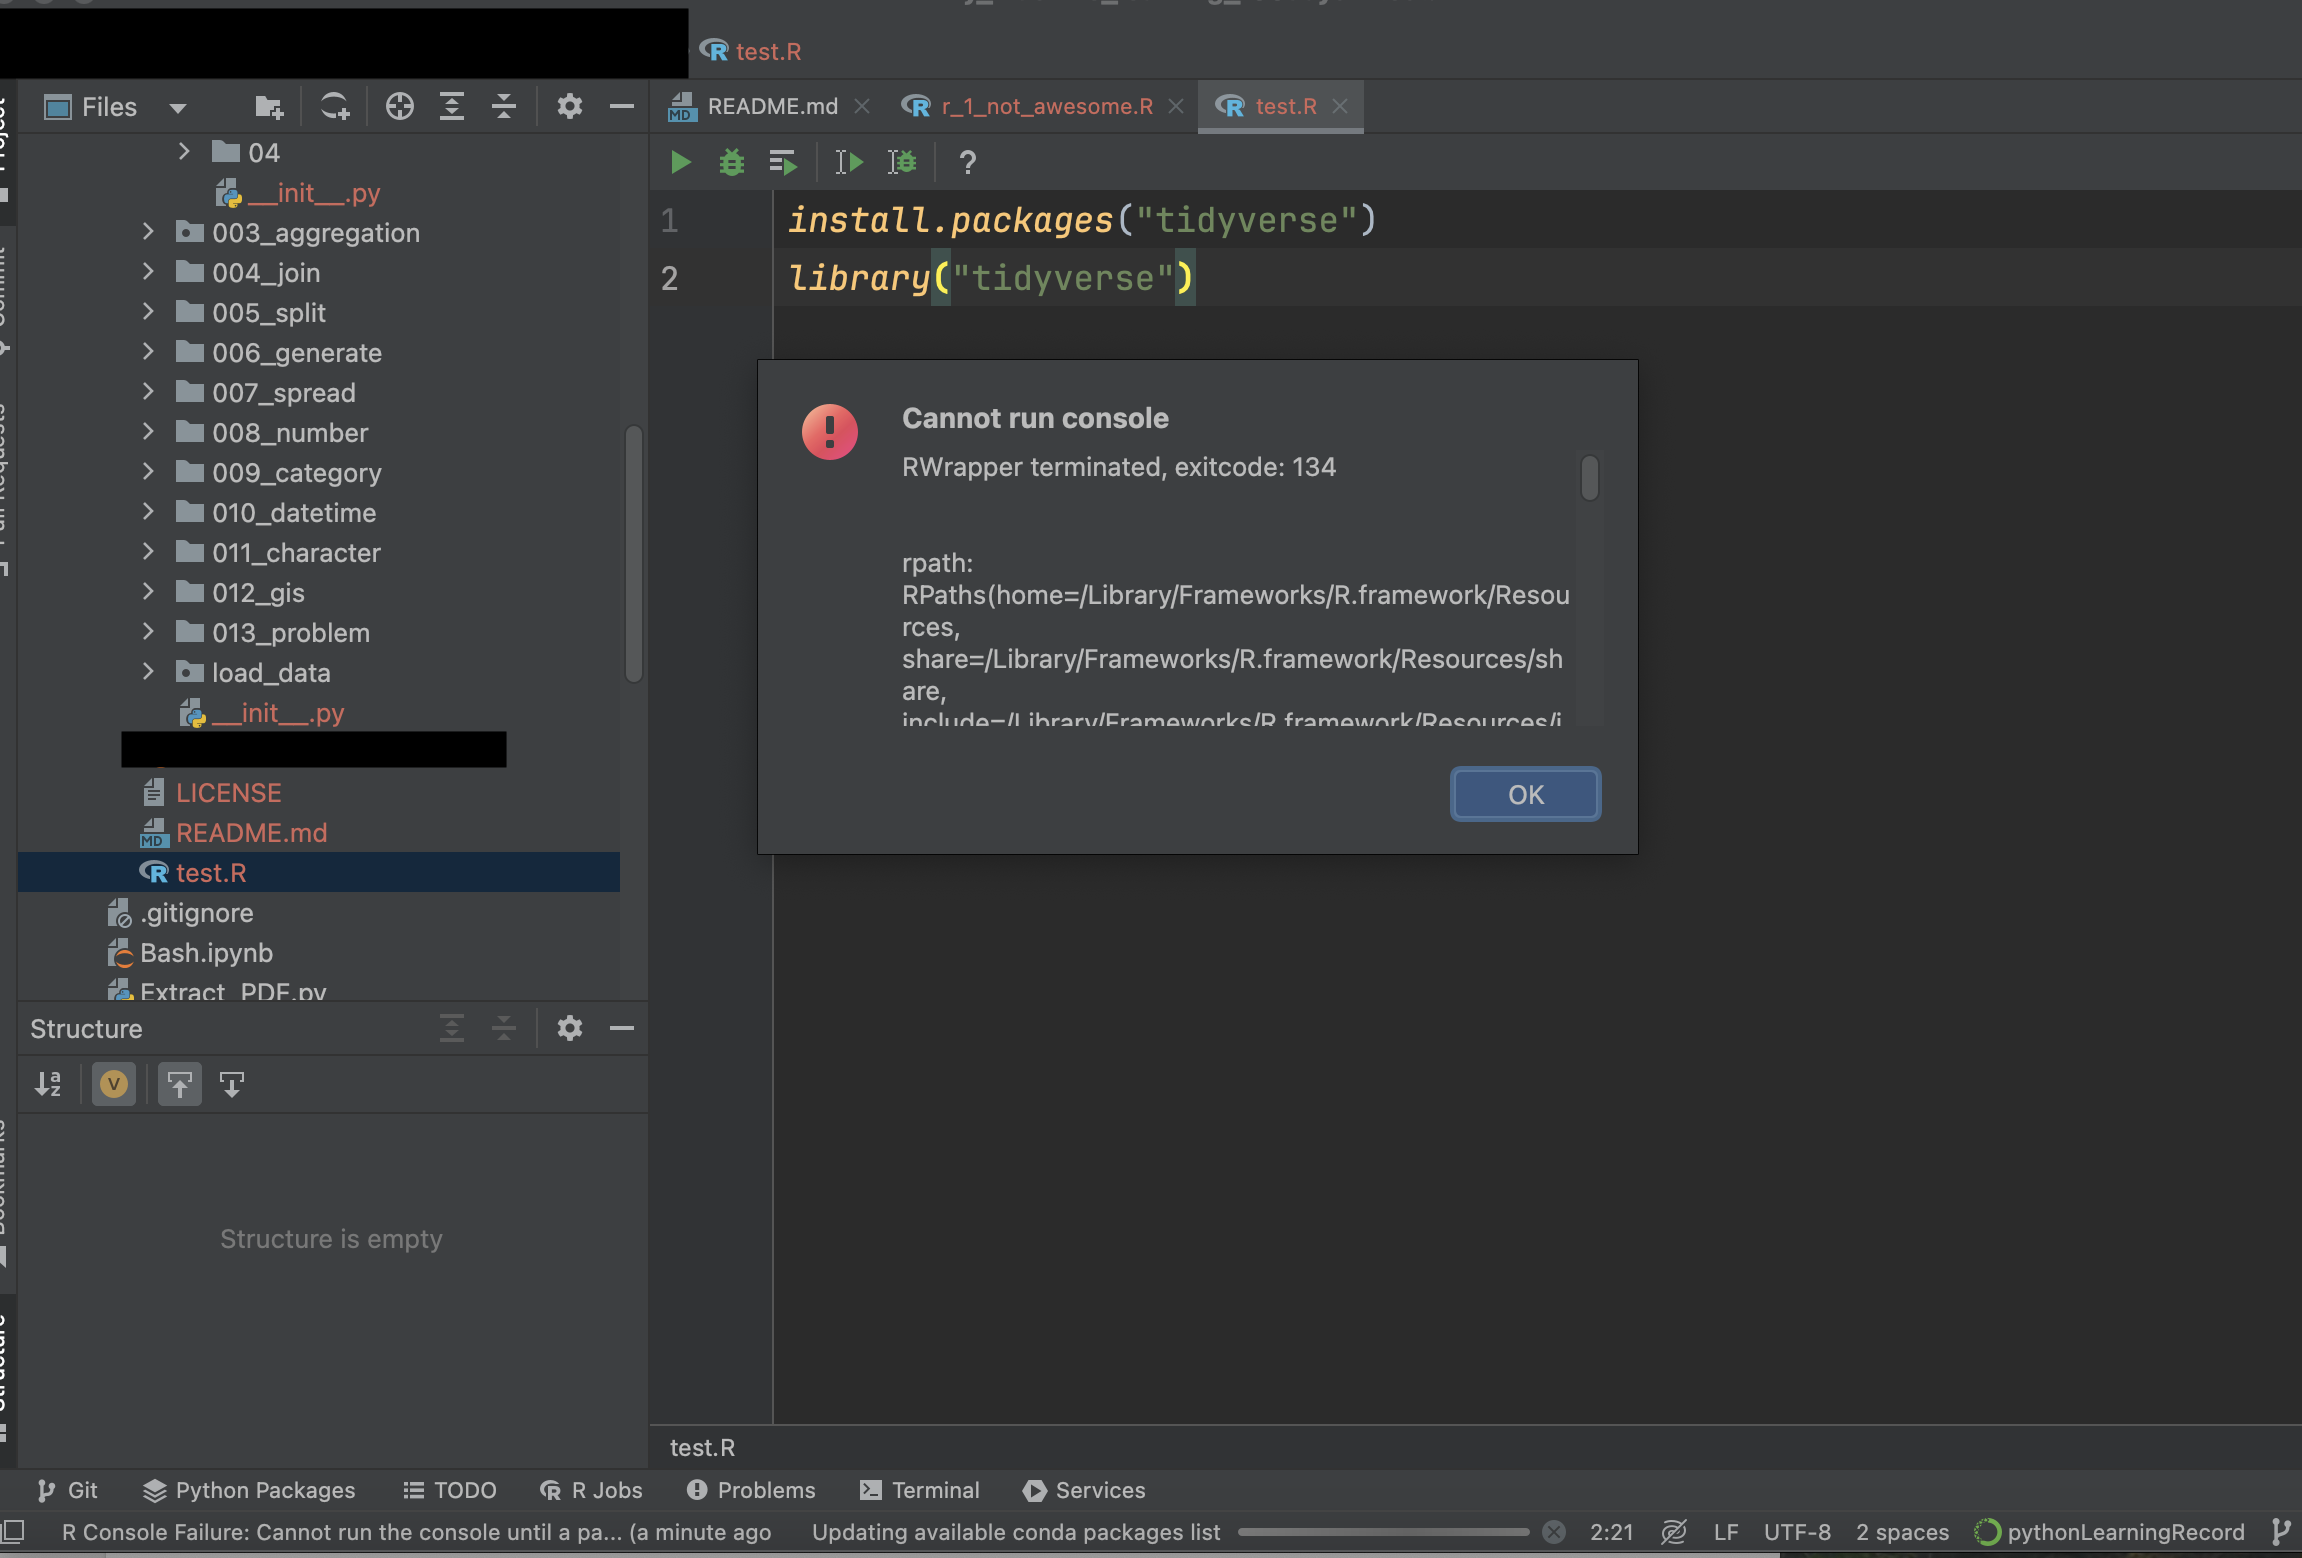 test.R
Files
README.md
r_1_not_awesome.R
test.R
04
__init__.py
003_aggregation
004_join
005_split
006_generate
007_spread
008_number
009_category
010_datetime
011_character
012_gis
013_problem
load_data
__init__.py
LICENSE
README.md
test.R
.gitignore
Bash.ipynb
Extract_PDF.py
1 install.packages("tidyverse")
2 library("tidyverse")
Cannot run console
RWrapper terminated, exitcode: 134
rpath:
RPaths(home=/Library/Frameworks/R.framework/Resou
rces,
share=/Library/Frameworks/R.framework/Resources/sh
are,
include=/Library/Frameworks/R.framework/Resources/i
OK
Structure
Structure is empty
test.R
Git Python Packages TODO R Jobs Problems Terminal Services
R Console Failure: Cannot run the console until a pa... (a minute ago Updating available conda packages list 2:21 LF UTF-8 2 spaces pythonLearningRecord